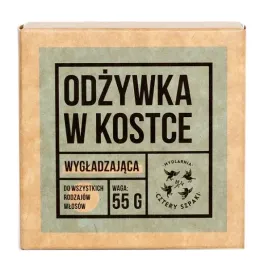 ODŻYWKA
W KOSTCE
WYGŁADZAJĄCA
DO WSZYSTKICH
RODZAJÓW
WŁOSÓW
WAGA:
55 G
MYDLARNIA
CZTERY SZPAKI